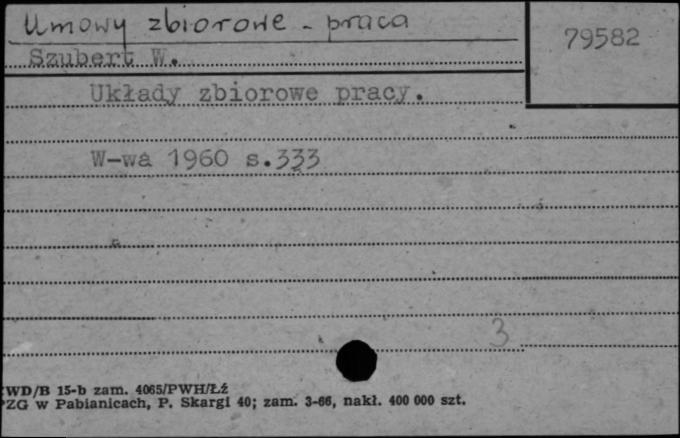 Umowy zbiorowe - praca
79582
Szubert W.
Układy zbiorowe pracy.
W-wa 1960 s.333
3
WD/B 15-b zam. 4065/PWH/Łź
PZG w Pabianicach, P. Skargi 40; zam. 3-66, nakł. 400 000 szt.